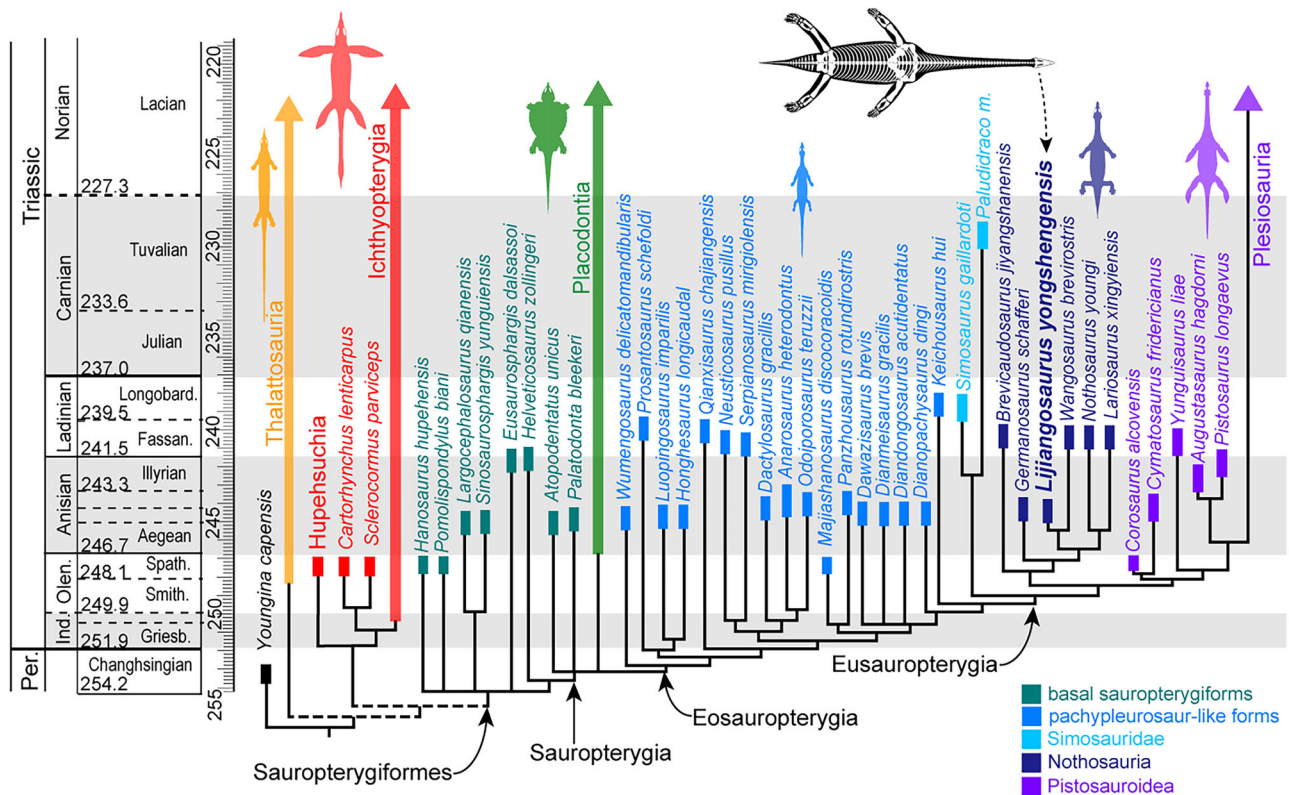 Triassic
Per.
Norian
Carnian
Ladinian
Anisian
Olen.
Ind.
Lacian
227.3
Tuvalian
233.6
Julian
237.0
Longobard.
239.5
Fassan.
241.5
Illyrian
243.3
Aegean
246.7
Spath.
248.1
Smith.
249.9
Griesb.
251.9
Changhsingian
254.2
220
225
230
235
240
245
250
255
Youngina capensis
Thalattosauria
Hupehsuchia
Cartorhynchus lenticarpus
Sclerocormus parviceps
Ichthyopterygia
Hanosaurus hupehensis
Pomolispondylus biani
Largocephalosaurus qianensis
Sinosaurosphargis yunguiensis
Eusaurosphargis dalsassoi
Helveticosaurus zollingeri
Atopodentatus unicus
Palatodonta bleekeri
Placodontia
Wumengosaurus delicatomandibularis
Prosantosaurus schefoldi
Luopingosaurus imparilis
Honghesaurus longicaudal
Qianxisaurus chajiangensis
Neusticosaurus pusillus
Serpianosaurus mirigiolensis
Dactylosaurus gracillis
Anarosaurus heterodontus
Odoiporosaurus teruzzii
Majiashanosaurus discocoracoidis
Panzhousaurus rotundirostris
Dawazisaurus brevis
Dianmeisaurus gracilis
Diandongosaurus acutidentatus
Dianopachysaurus dingi
Keichousaurus hui
Simosaurus gaillardoti
Paludidraco m.
Brevicaudosaurus jiyangshanensis
Germanosaurus schafferi
Lijiangosaurus yongshengensis
Wangosaurus brevirostris
Nothosaurus youngi
Lariosaurus xingyiensis
Corosaurus alcovensis
Cymatosaurus fridericianus
Yunguisaurus liae
Augustasaurus hagdorni
Pistosaurus longaevus
Plesiosauria
Sauropterygiformes
Sauropterygia
Eosauropterygia
Eusauropterygia
basal sauropterygiforms
pachypleurosaur-like forms
Simosauridae
Nothosauria
Pistosauroidea